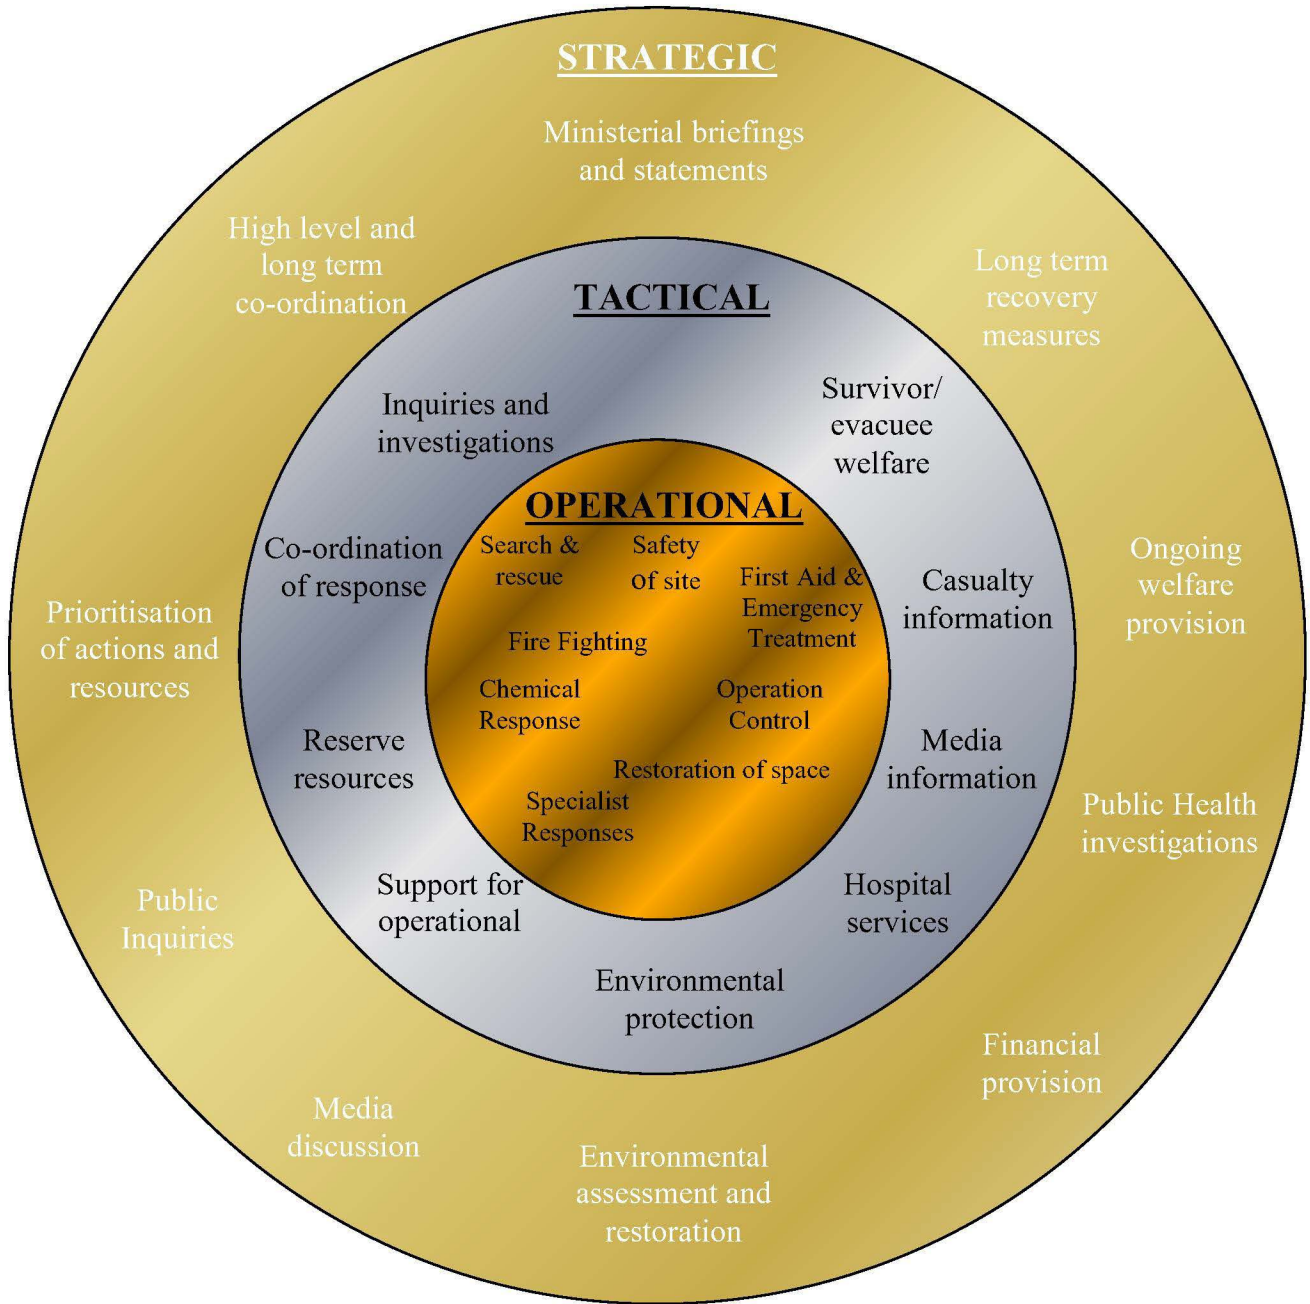 STRATEGIC
Ministerial briefings
and statements
High level and
long term
co-ordination
Long term
recovery
measures
Prioritisation
of actions and
resources
Ongoing
welfare
provision
Public
Inquiries
Public Health
investigations
Media
discussion
Financial
provision
Environmental
assessment and
restoration
TACTICAL
Inquiries and
investigations
Survivor/
evacuee
welfare
Co-ordination
of response
Casualty
information
Reserve
resources
Media
information
Support for
operational
Hospital
services
Environmental
protection
OPERATIONAL
Search &
rescue
Safety
of site
First Aid &
Emergency
Treatment
Fire Fighting
Chemical
Response
Operation
Control
Restoration of space
Specialist
Responses